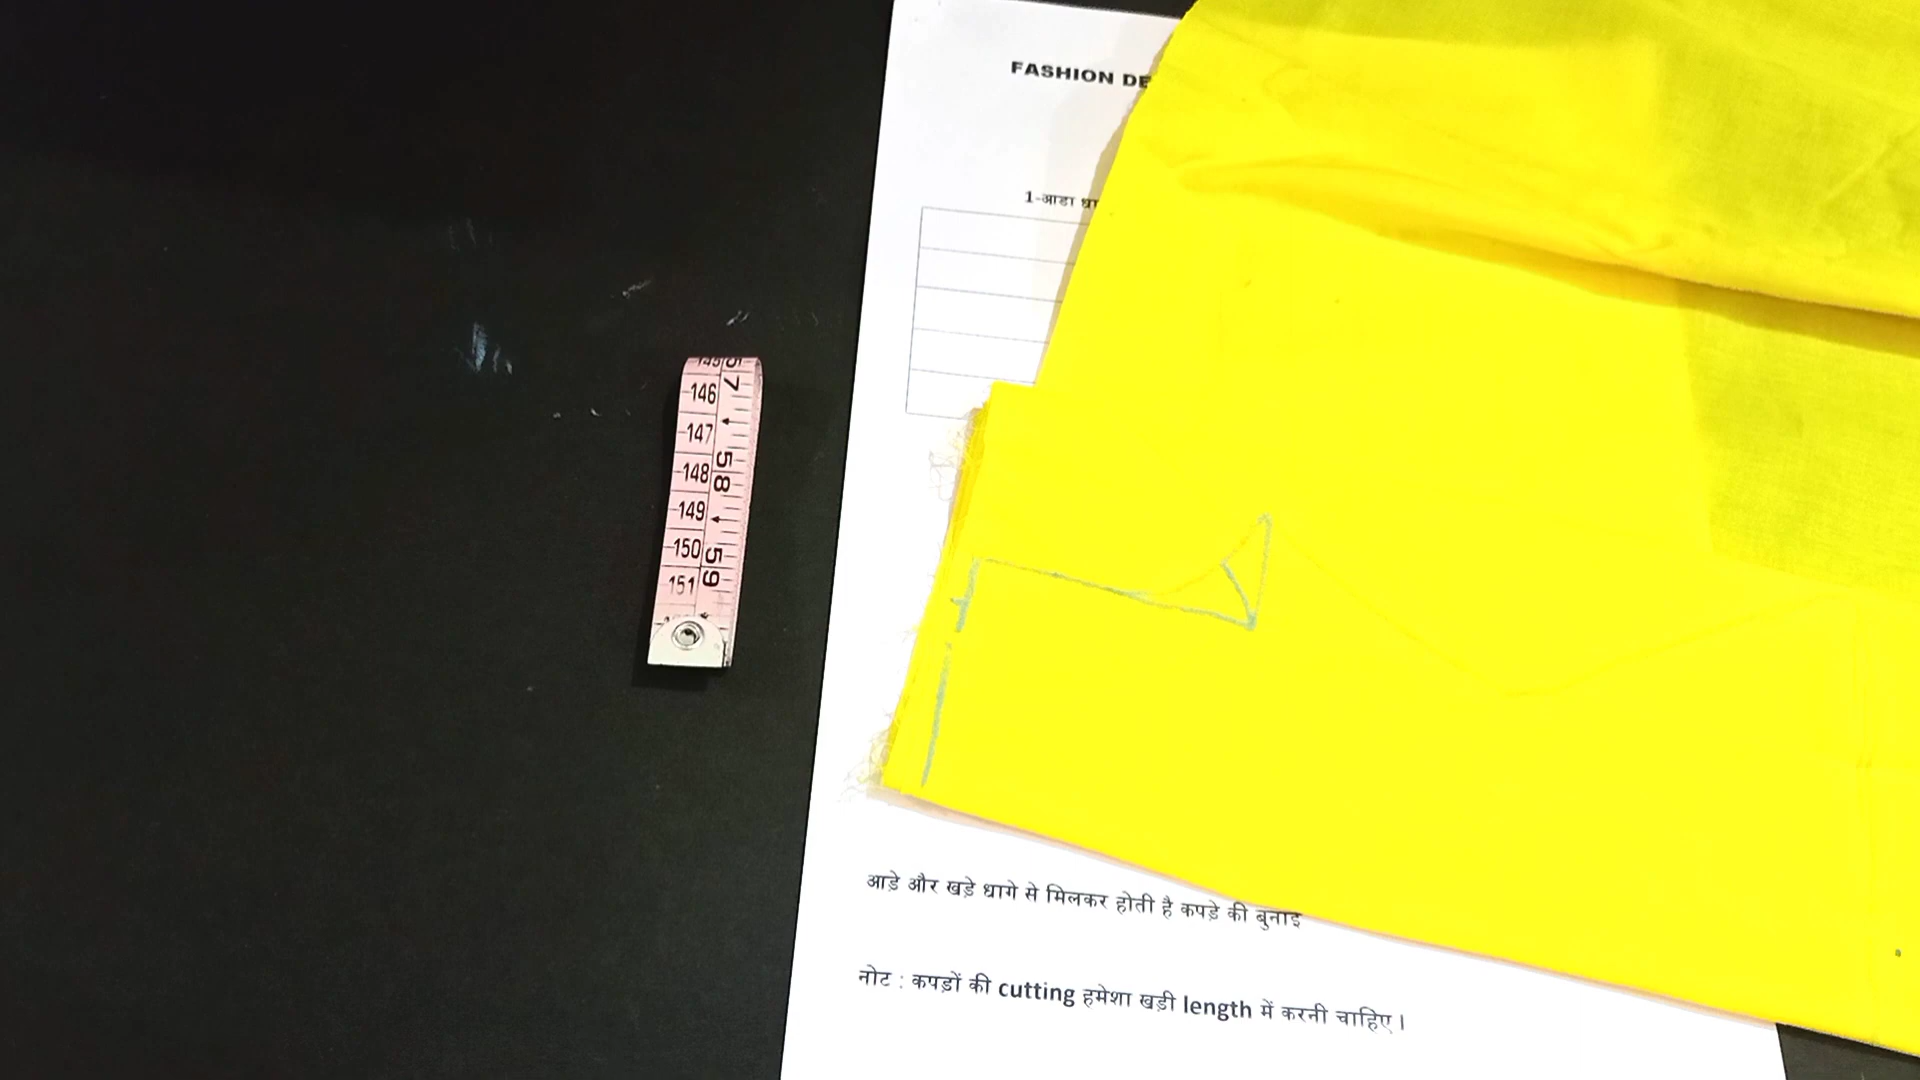 FASHION DE
1-आडा धा
146
7
147
148
58
149
150
59
151
आड़े और खड़े धागे से मिलकर होती है कपड़े की बुनाइ
नोट : कपड़ों की cutting हमेशा खड़ी length में करनी चाहिए ।